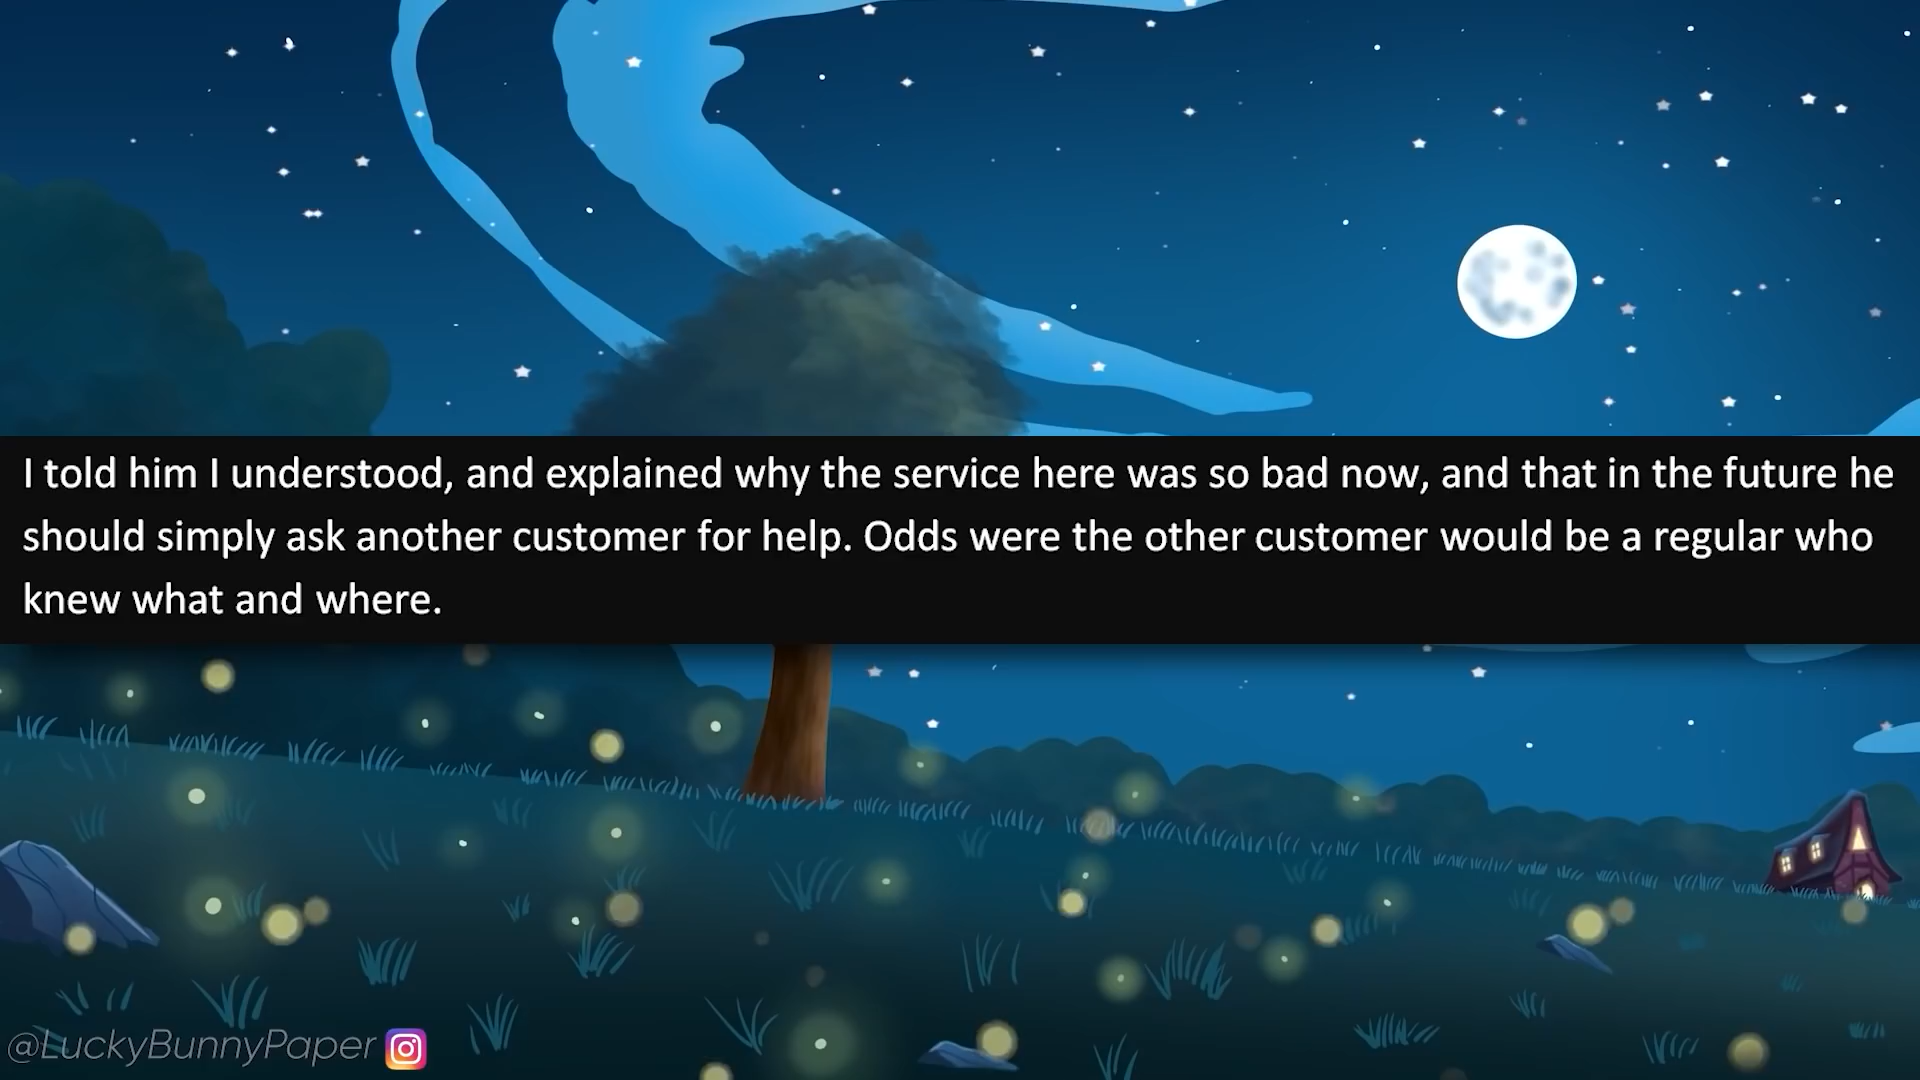 I told him I understood, and explained why the service here was so bad now, and that in the future he
should simply ask another customer for help. Odds were the other customer would be a regular who
knew what and where.
@LuckyBunnyPaper